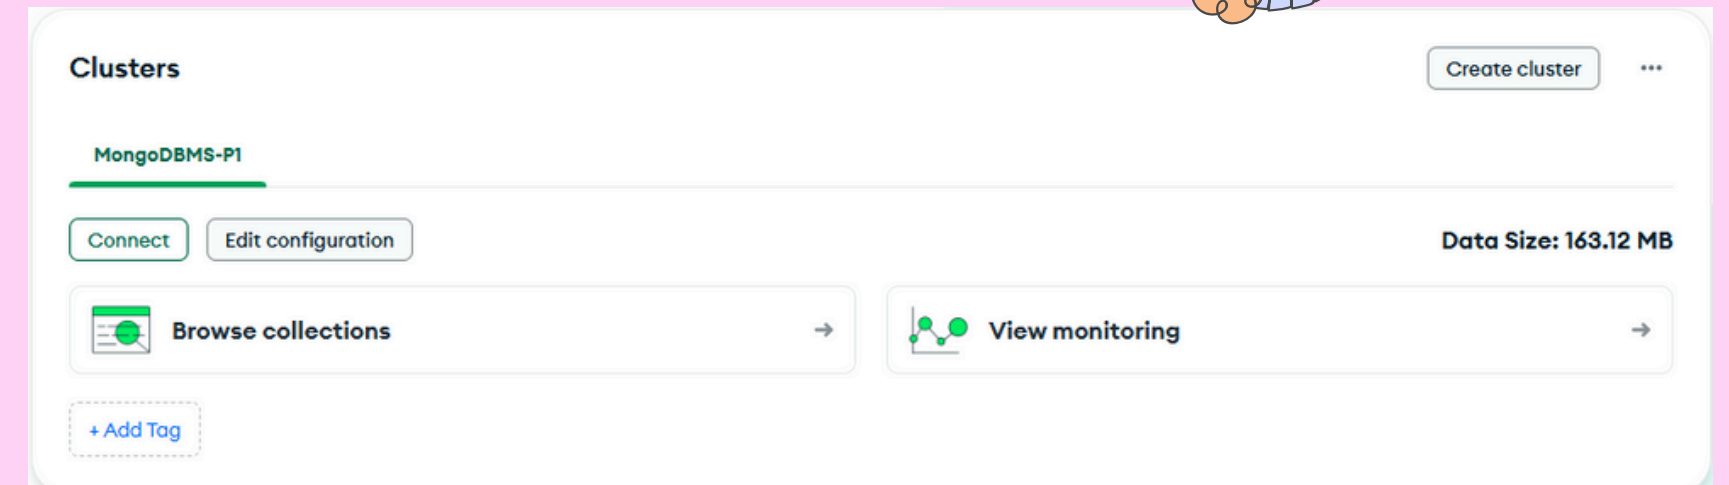 Clusters
Create cluster
MongoDBMS-P1
Connect
Edit configuration
Data Size: 163.12 MB
Browse collections
View monitoring
+ Add Tag